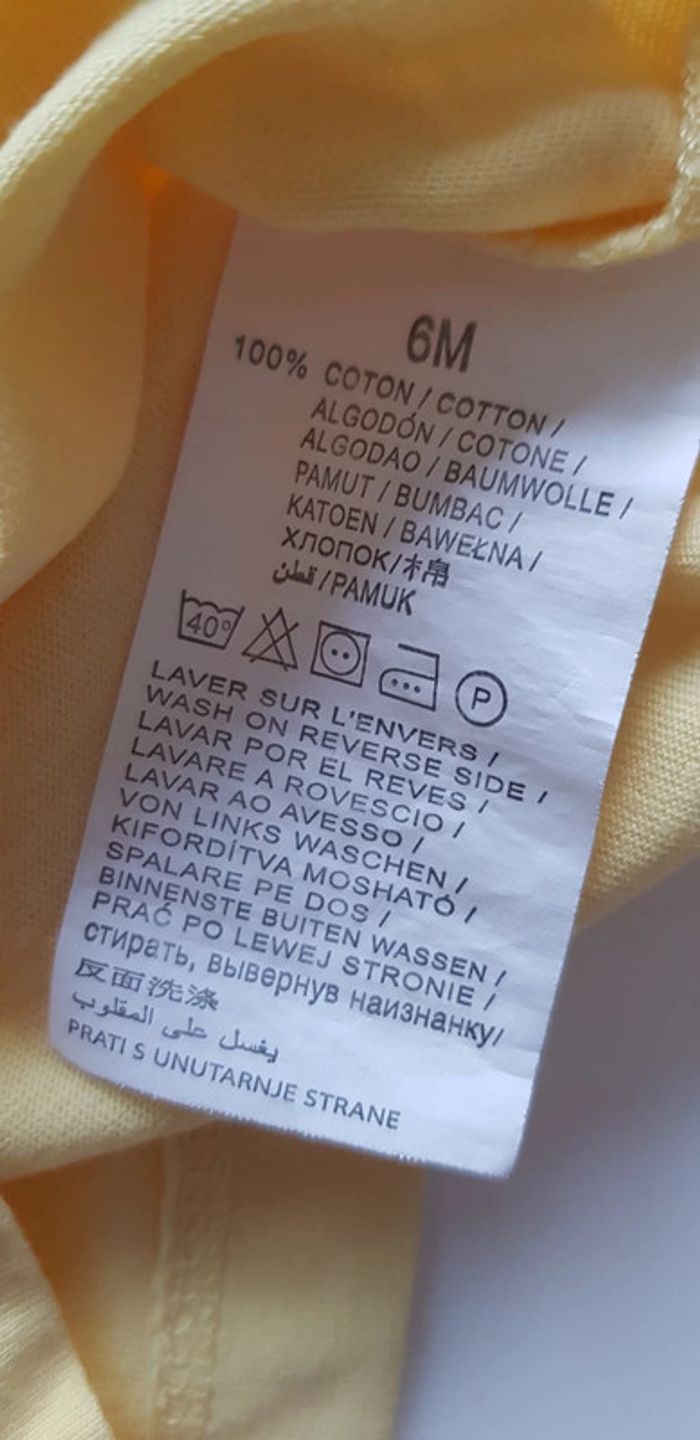 6M
100% COTON / COTTON /
ALGODÓN / COTONE /
ALGODAO / BAUMWOLLE /
PAMUT / BUMBAC /
KATOEN / BAWEŁNA /
ХЛОПОК/木帛
قطن /PAMUK
40° P
LAVER SUR L'ENVERS /
WASH ON REVERSE SIDE /
LAVAR POR EL REVES /
LAVARE A ROVESCIO /
LAVAR AO AVESSO /
VON LINKS WASCHEN /
KIFORDÍTVA MOSHATÓ /
SPALARE PE DOS /
BINNENSTE BUITEN WASSEN /
PRAĆ PO LEWEJ STRONIE /
стирать, вывернув наизнанку/
反面洗涤
يغسل على المقلوب
PRATI S UNUTARNJE STRANE